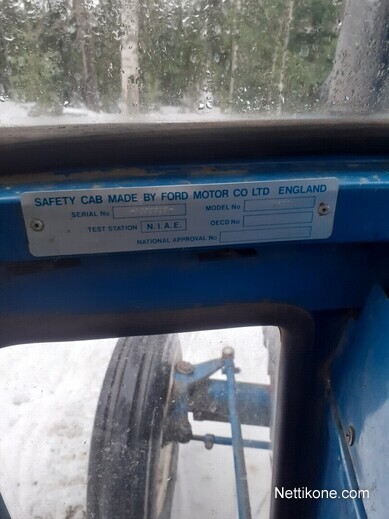 SAFETY CAB MADE BY FORD MOTOR CO LTD ENGLAND
SERIAL No MODEL No
TEST STATION N.I.A.E. OECD No
NATIONAL APPROVAL No
Nettikone.com